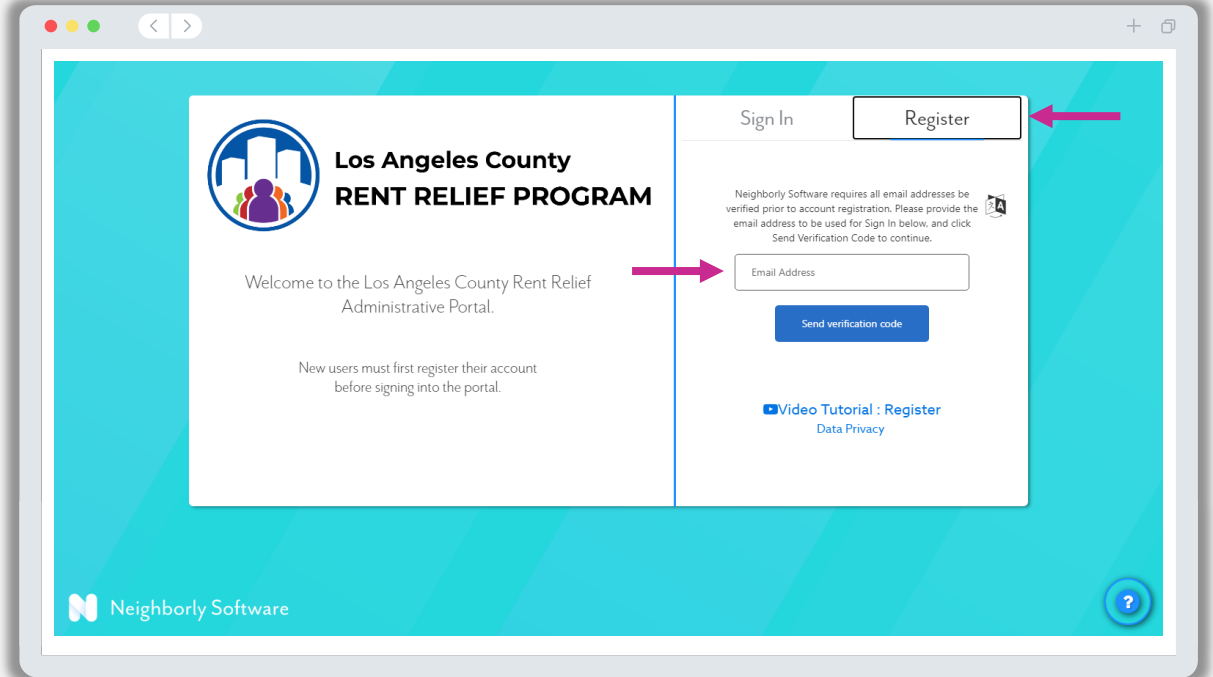 Sign In
Register
Los Angeles County
RENT RELIEF PROGRAM
Welcome to the Los Angeles County Rent Relief
Administrative Portal.
New users must first register their account
before signing into the portal.
Neighborly Software requires all email addresses be
verified prior to account registration. Please provide the
email address to be used for Sign In below, and click
Send Verification Code to continue.
文A
Email Address
Send verification code
Video Tutorial : Register
Data Privacy
N Neighborly Software
?